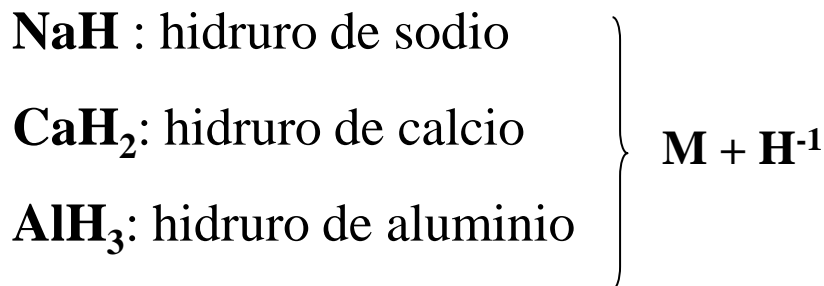 NaH : hidruro de sodio
CaH₂: hidruro de calcio
M + H⁻¹
AlH₃: hidruro de aluminio